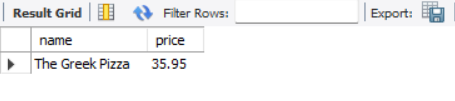 Result Grid Filter Rows: Export:
name price
The Greek Pizza 35.95